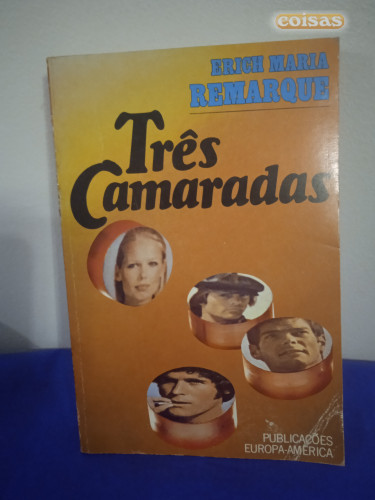 coisas
ERICH MARIA
REMARQUE
Três
Camaradas
PUBLICAÇÕES
EUROPA-AMÉRICA